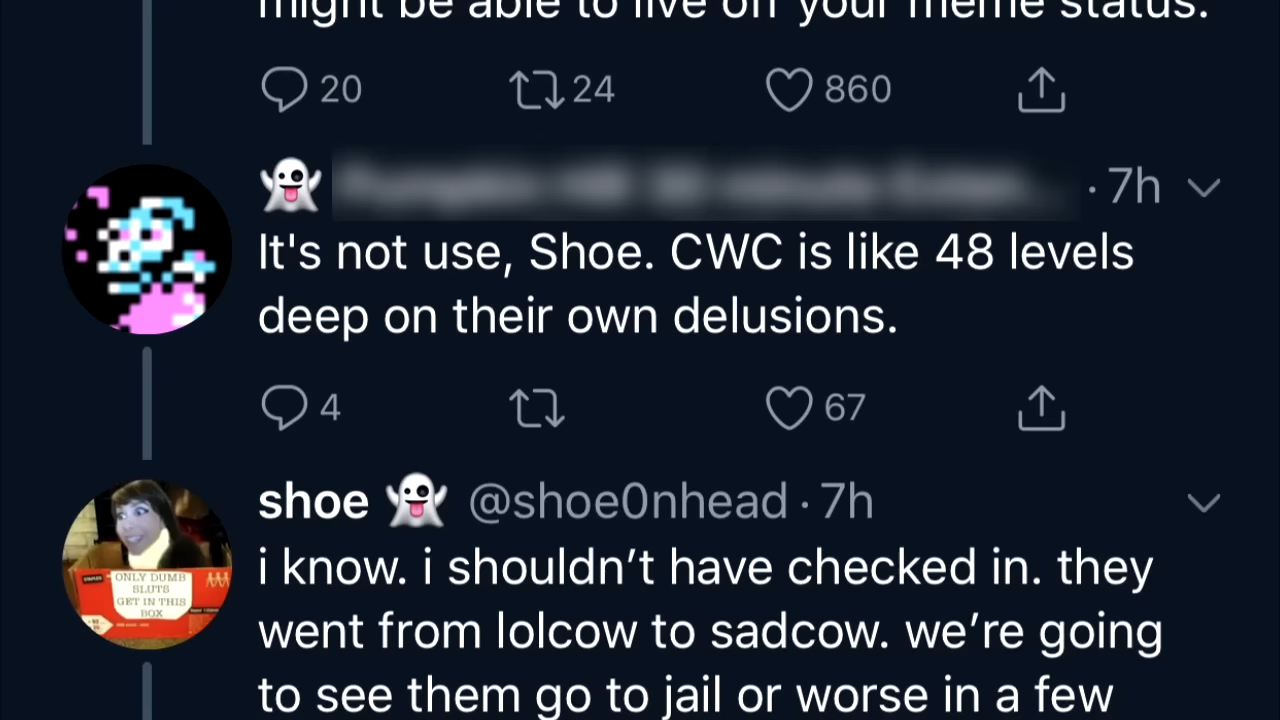 might be able to live off your meme status.
20 24 860
· 7h
It's not use, Shoe. CWC is like 48 levels
deep on their own delusions.
4 67
shoe @shoe0nhead · 7h
ONLY DUMB
SLUTS
GET IN THIS
BOX
i know. i shouldn’t have checked in. they
went from lolcow to sadcow. we’re going
to see them go to jail or worse in a few